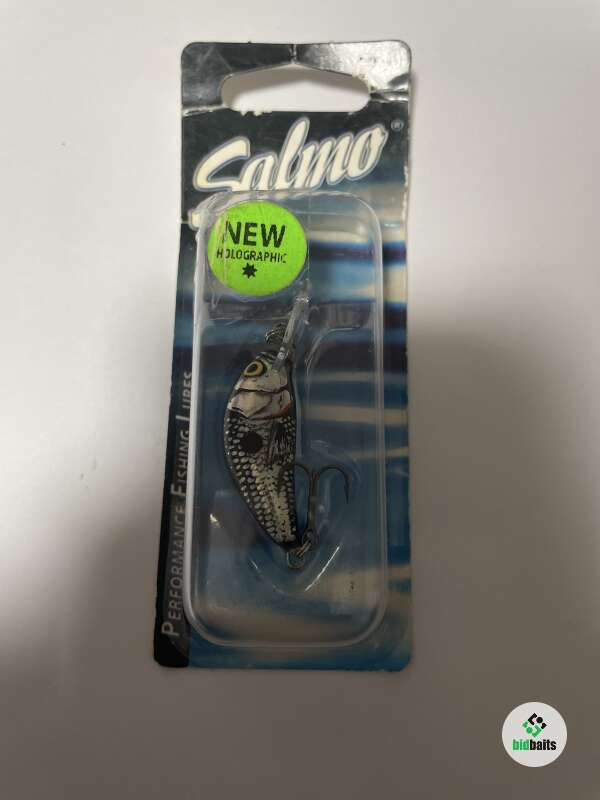 Salmo®
NEW
HOLOGRAPHIC
PERFORMANCE FISHING LURES
bidbaits